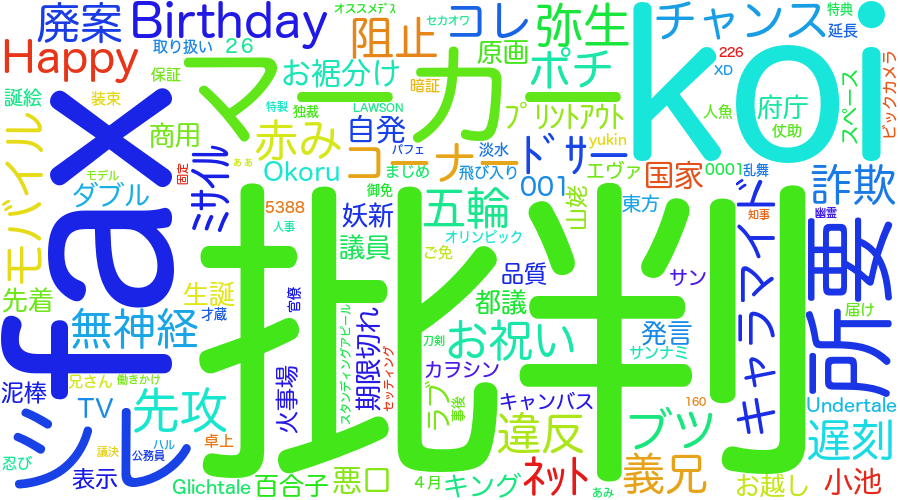 廃案
Birthday
オススメデス
セカオワ
コレ
弥生
チャンス
特典
延長
Happy
取り扱い
26
阻止
原画
ポチ
koi
226
XD
保証
マーカー
お裾分け
暗証
プリントアウト
人魚
府庁
仗助
スペース
ビックカメラ
誕絵
装束
特製
独裁
LAWSON
商用
赤み
自発
パフェ
淡水
yukin
fax
モバイル
ミサイル
ああ
コーナー
ドサー
エヴァ
国家
0001
乱舞
モデル
固定
Okoru
まじめ
飛び入り
001
詐欺
ダブル
御免
5388
人事
妖新
五輪
山姥
東方
キャラマイド
知事
幽霊
所要
批判
議員
オリンピック
ご免
先着
生誕
才蔵
官僚
品質
サン
都議
無神経
スタンディングアピール
期限切れ
刀剣
お祝い
発言
サンナミ
届け
泥棒
兄さん
働きかけ
火事場
セッティング
カヲシン
ラブ
事後
シレ
TV
先攻
キャンバス
160
Undertale
卓上
違反
ブツ
遅刻
忍び
表示
議決
ハル
公務員
Glichtale
百合子
悪口
4月
キング
ネット
あみ
義兄
お越し
小池